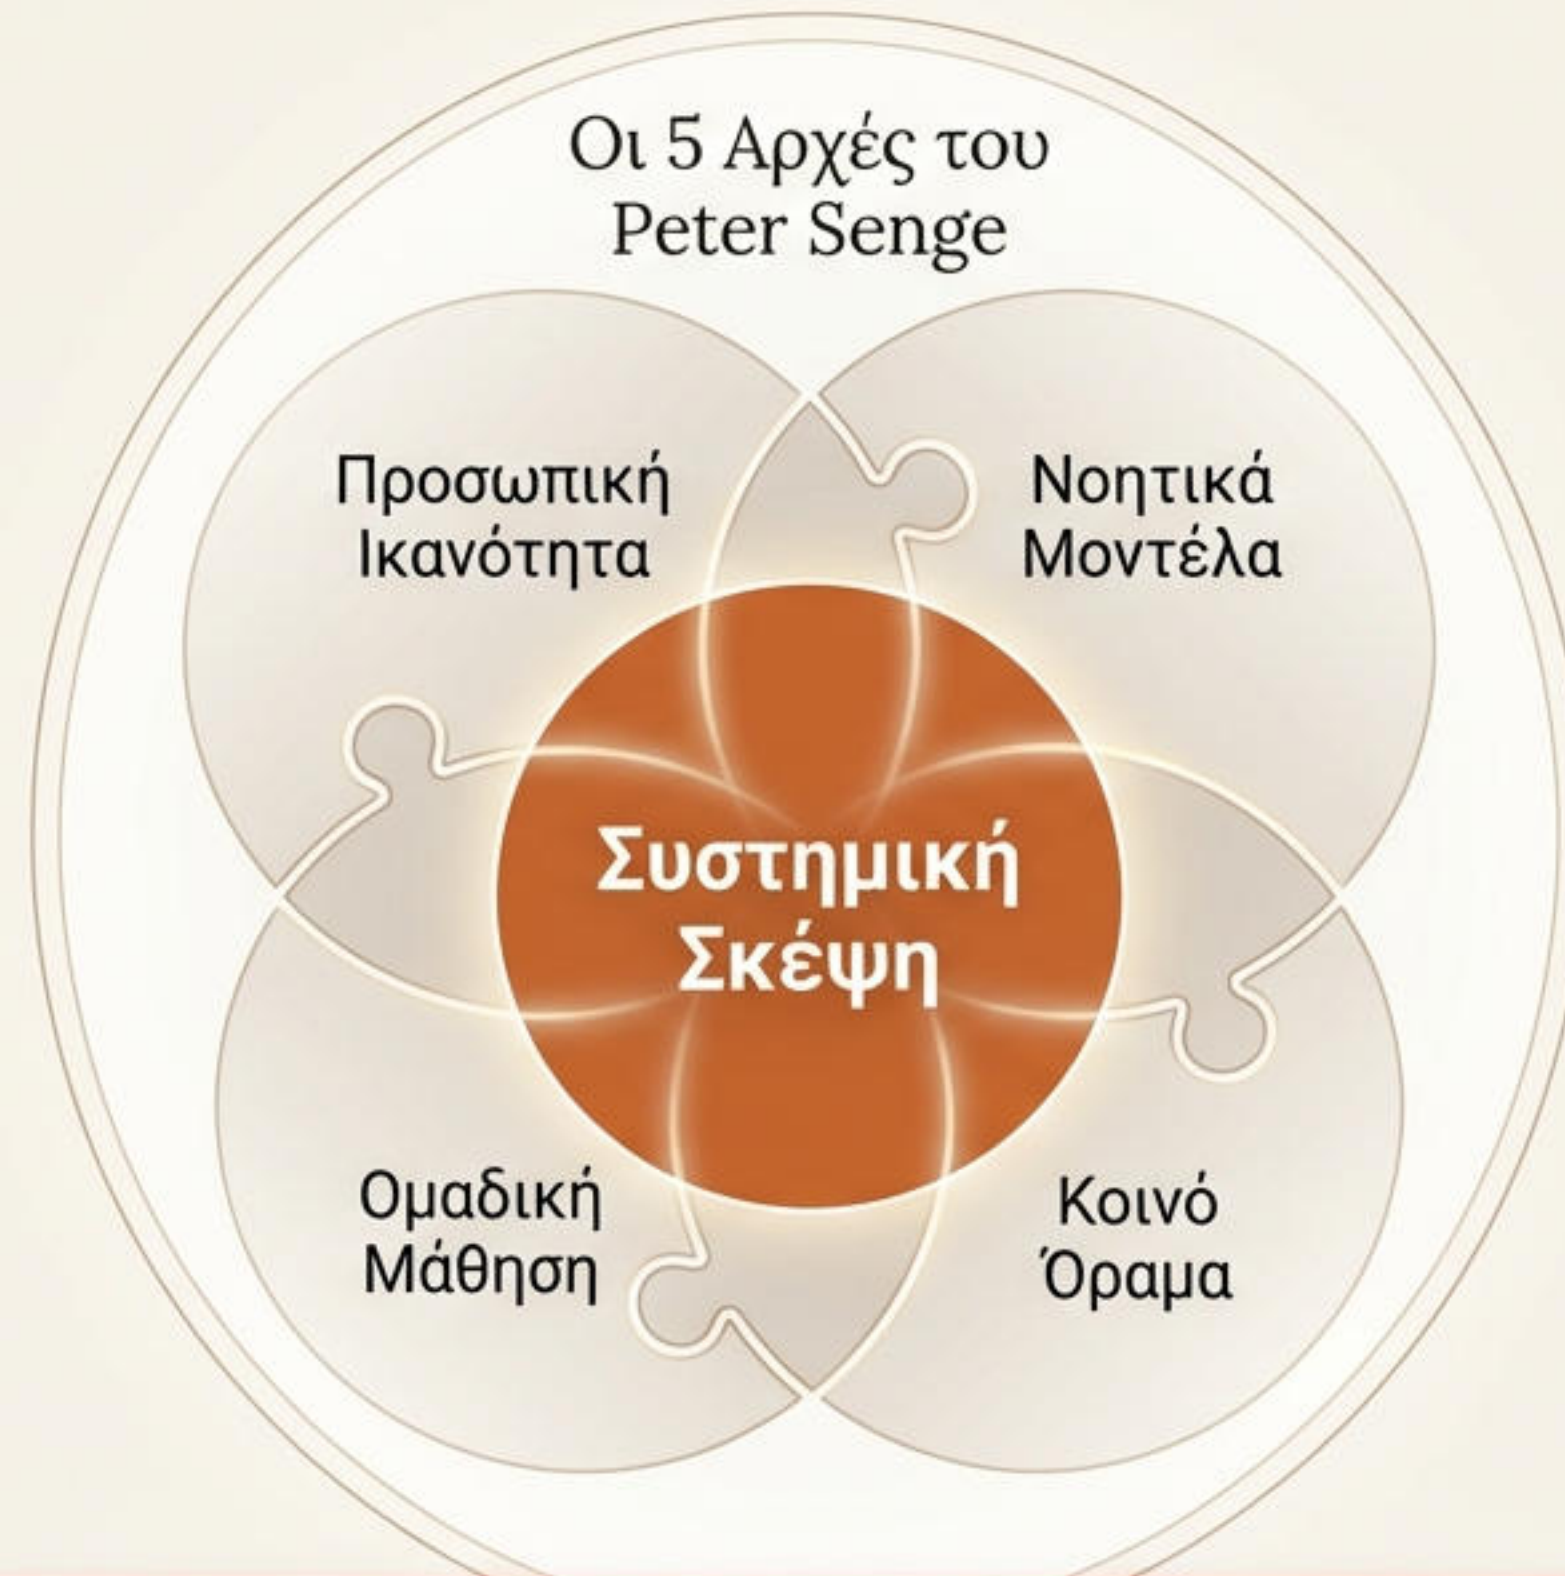 Οι 5 Αρχές του
Peter Senge
Προσωπική
Ικανότητα
Νοητικά
Μοντέλα
Συστημική
Σκέψη
Ομαδική
Μάθηση
Κοινό
Όραμα